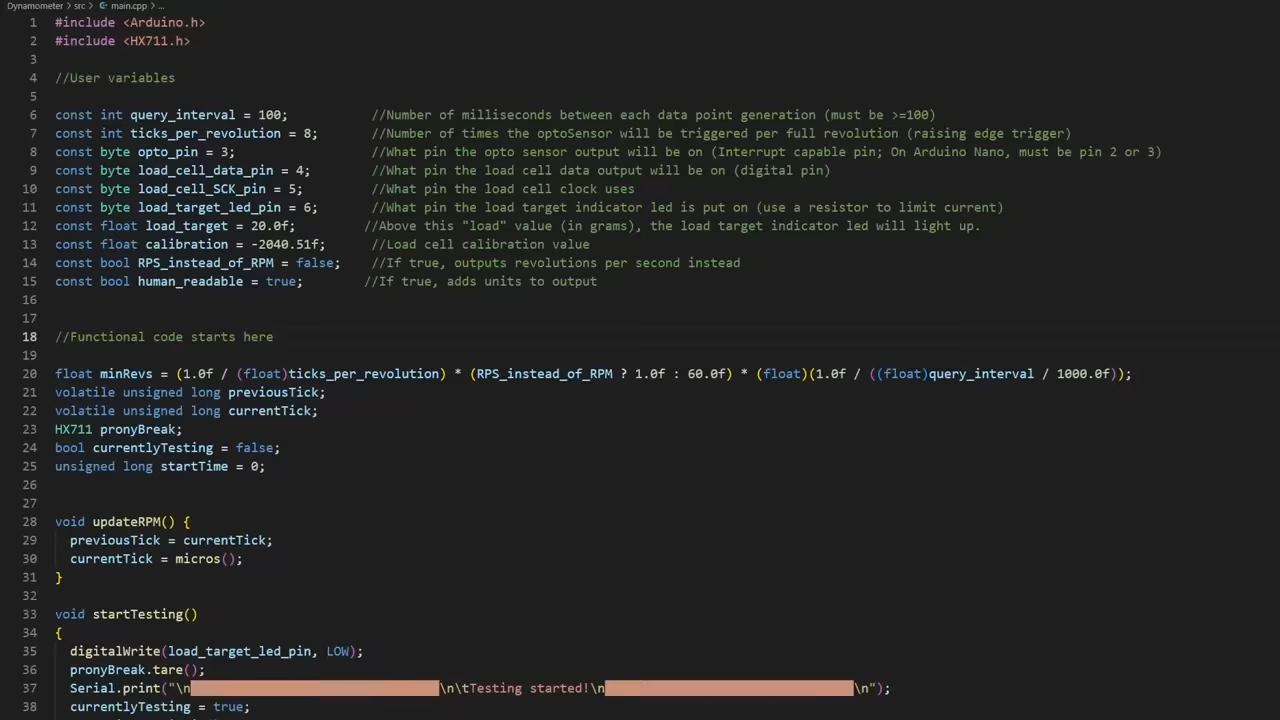 Dynamometer > src > main.cpp > ...
1 #include <Arduino.h>
2 #include <HX711.h>
3
4 //User variables
5
6 const int query_interval = 100; //Number of milliseconds between each data point generation (must be >=100)
7 const int ticks_per_revolution = 8; //Number of times the optoSensor will be triggered per full revolution (raising edge trigger)
8 const byte opto_pin = 3; //What pin the opto sensor output will be on (Interrupt capable pin; On Arduino Nano, must be pin 2 or 3)
9 const byte load_cell_data_pin = 4; //What pin the load cell data output will be on (digital pin)
10 const byte load_cell_SCK_pin = 5; //What pin the load cell clock uses
11 const byte load_target_led_pin = 6; //What pin the load target indicator led is put on (use a resistor to limit current)
12 const float load_target = 20.0f; //Above this "load" value (in grams), the load target indicator led will light up.
13 const float calibration = -2040.51f; //Load cell calibration value
14 const bool RPS_instead_of_RPM = false; //If true, outputs revolutions per second instead
15 const bool human_readable = true; //If true, adds units to output
16
17
18 //Functional code starts here
19
20 float minRevs = (1.0f / (float)ticks_per_revolution) * (RPS_instead_of_RPM ? 1.0f : 60.0f) * (float)(1.0f / ((float)query_interval / 1000.0f));
21 volatile unsigned long previousTick;
22 volatile unsigned long currentTick;
23 HX711 pronyBreak;
24 bool currentlyTesting = false;
25 unsigned long startTime = 0;
26
27
28 void updateRPM() {
29 previousTick = currentTick;
30 currentTick = micros();
31 }
32
33 void startTesting()
34 {
35 digitalWrite(load_target_led_pin, LOW);
36 pronyBreak.tare();
37 Serial.print("\n \n\tTesting started!\n \n");
38 currentlyTesting = true;